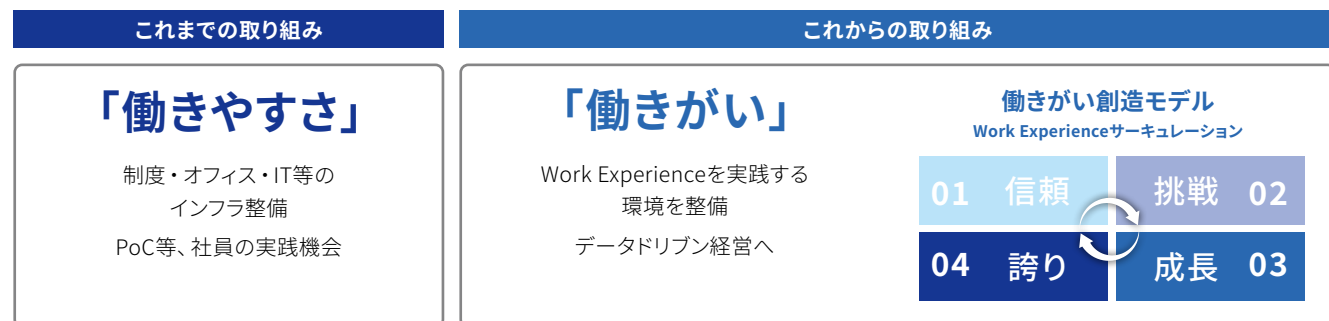 これまでの取り組み
「働きやすさ」
制度・オフィス・IT等の
インフラ整備
PoC等、社員の実践機会
これからの取り組み
「働きがい」
Work Experienceを実践する
環境を整備
データドリブン経営へ
働きがい創造モデル
Work Experienceサーキュレーション
01 信頼
挑戦 02
04 誇り
成長 03